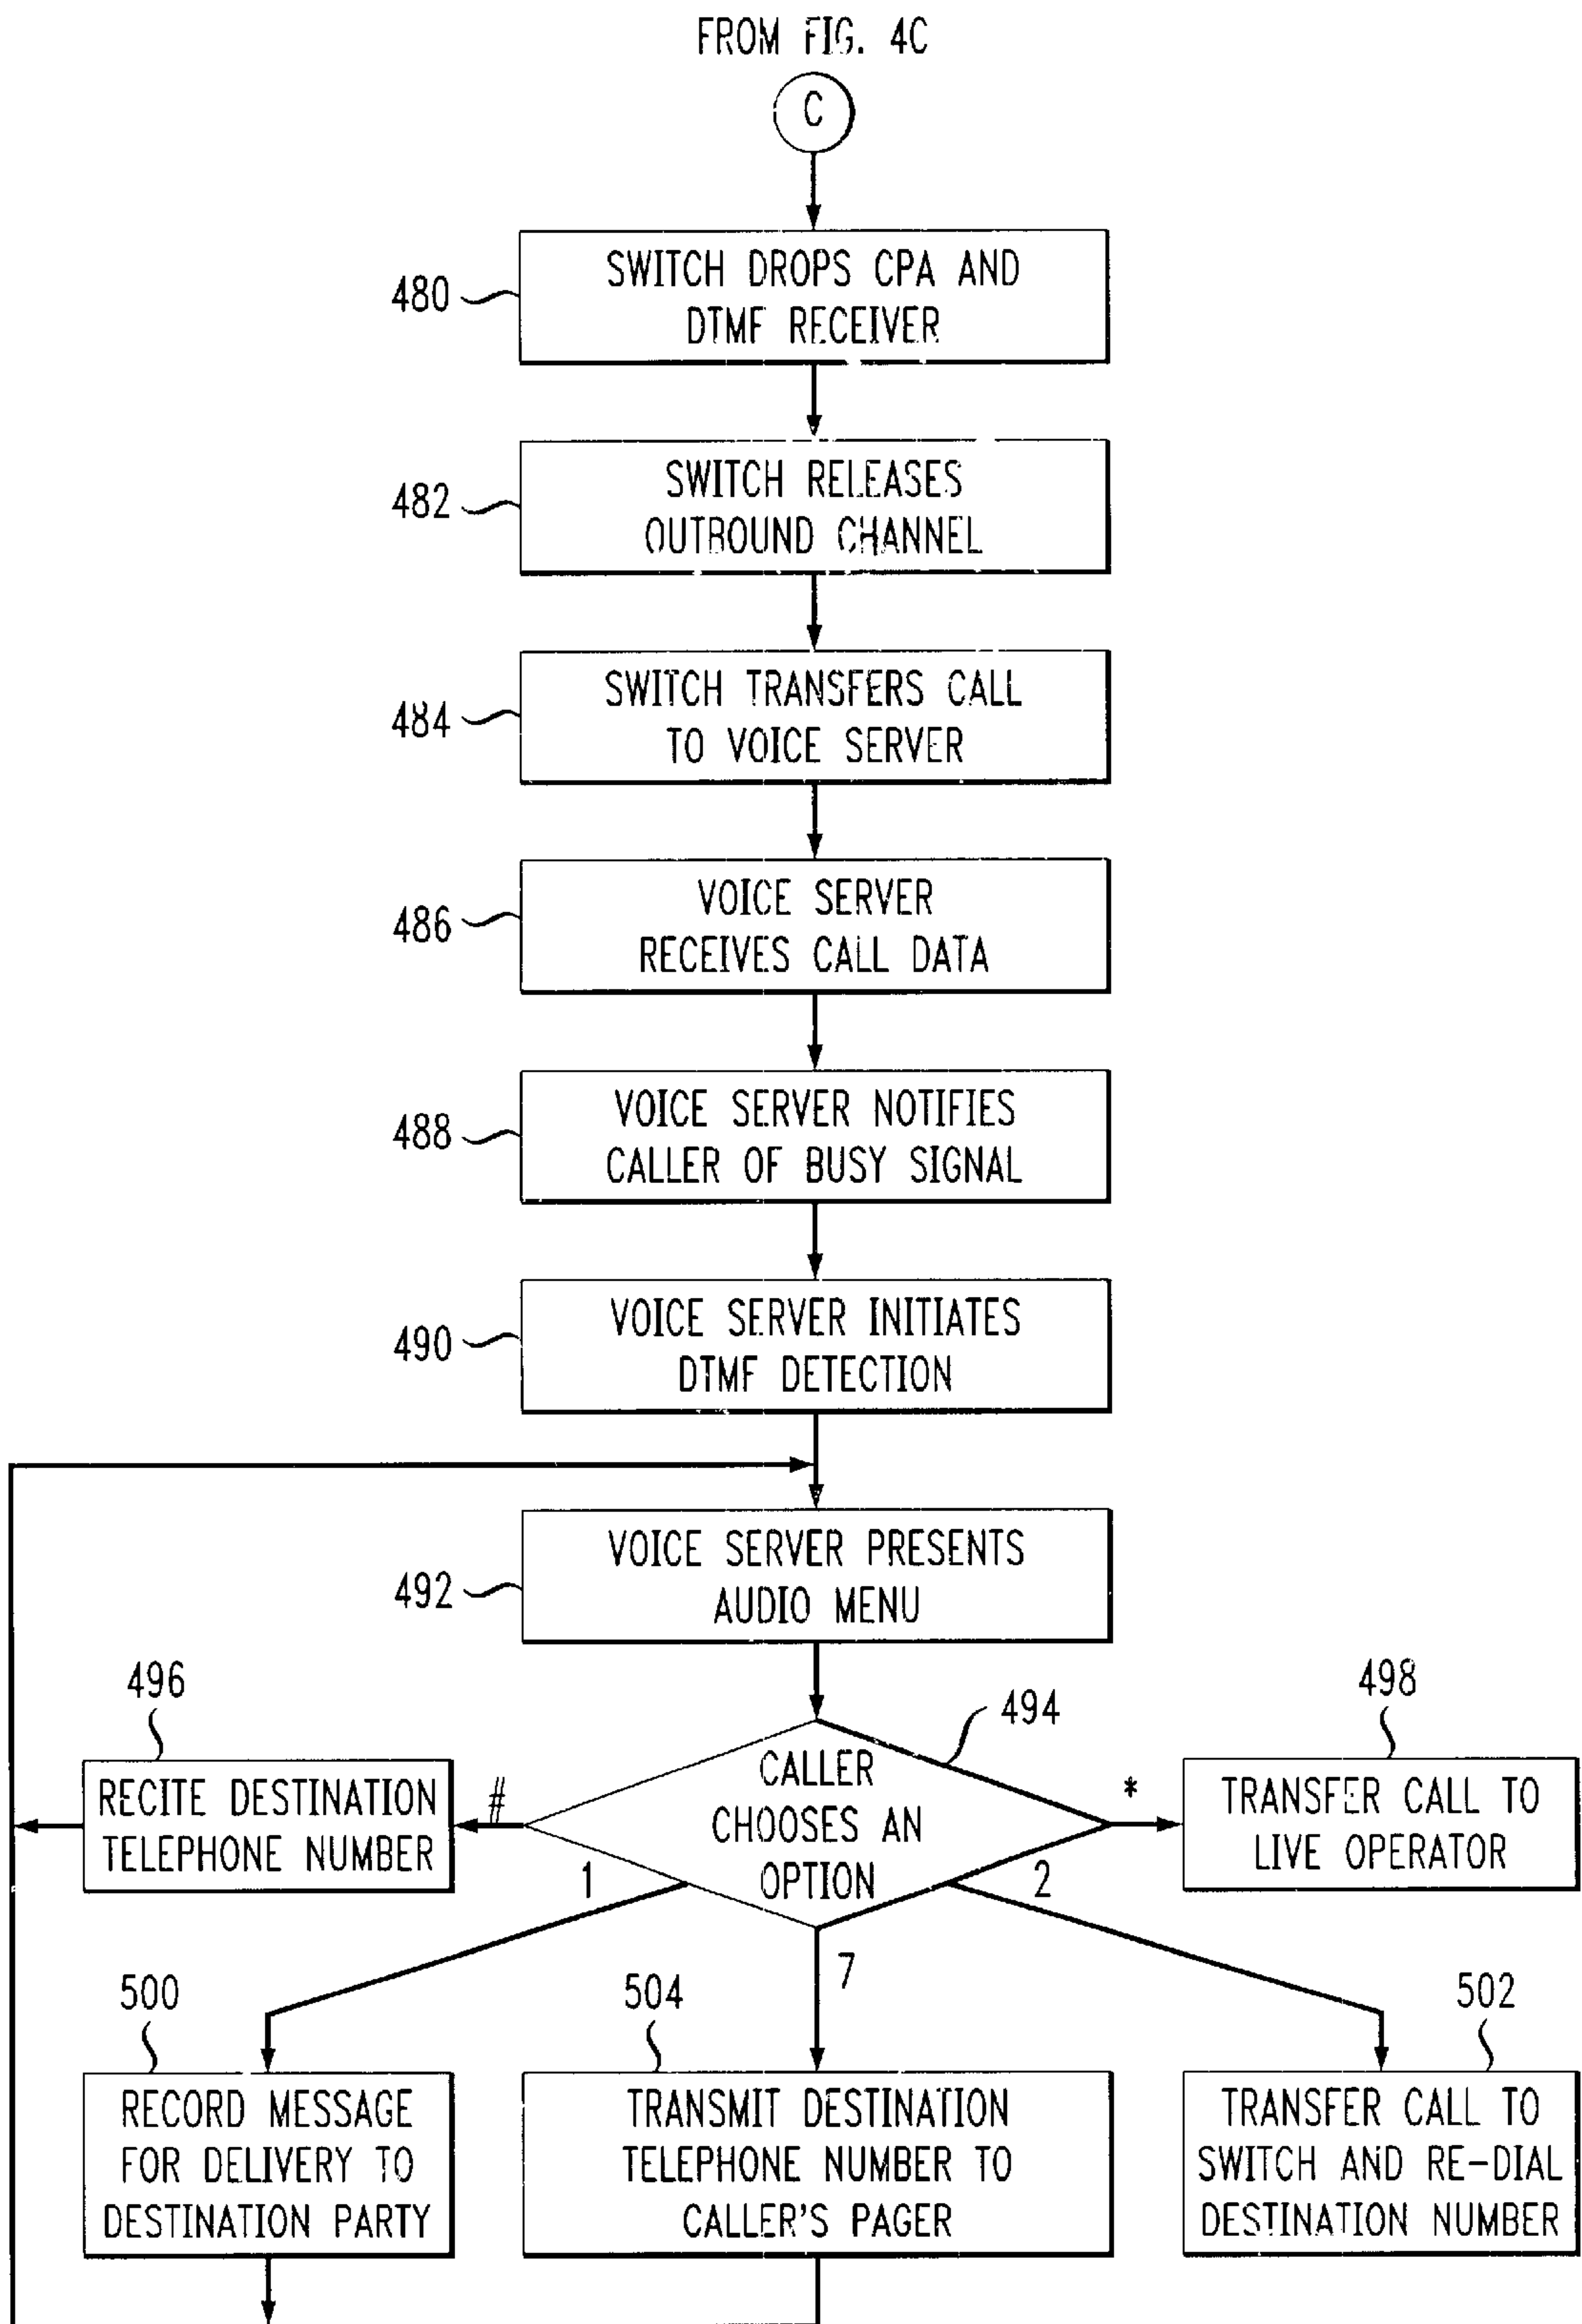 FROM FIG. 4C
C
480
SWITCH DROPS CPA AND
DTMF RECEIVER
482
SWITCH RELEASES
OUTBOUND CHANNEL
484
SWITCH TRANSFERS CALL
TO VOICE SERVER
486
VOICE SERVER
RECEIVES CALL DATA
488
VOICE SERVER NOTIFIES
CALLER OF BUSY SIGNAL
490
VOICE SERVER INITIATES
DTMF DETECTION
492
VOICE SERVER PRESENTS
AUDIO MENU
496
RECITE DESTINATION
TELEPHONE NUMBER
#
494
CALLER
CHOOSES AN
OPTION
*
498
TRANSFER CALL TO
LIVE OPERATOR
1
7
2
500
RECORD MESSAGE
FOR DELIVERY TO
DESTINATION PARTY
504
TRANSMIT DESTINATION
TELEPHONE NUMBER TO
CALLER'S PAGER
502
TRANSFER CALL TO
SWITCH AND RE-DIAL
DESTINATION NUMBER